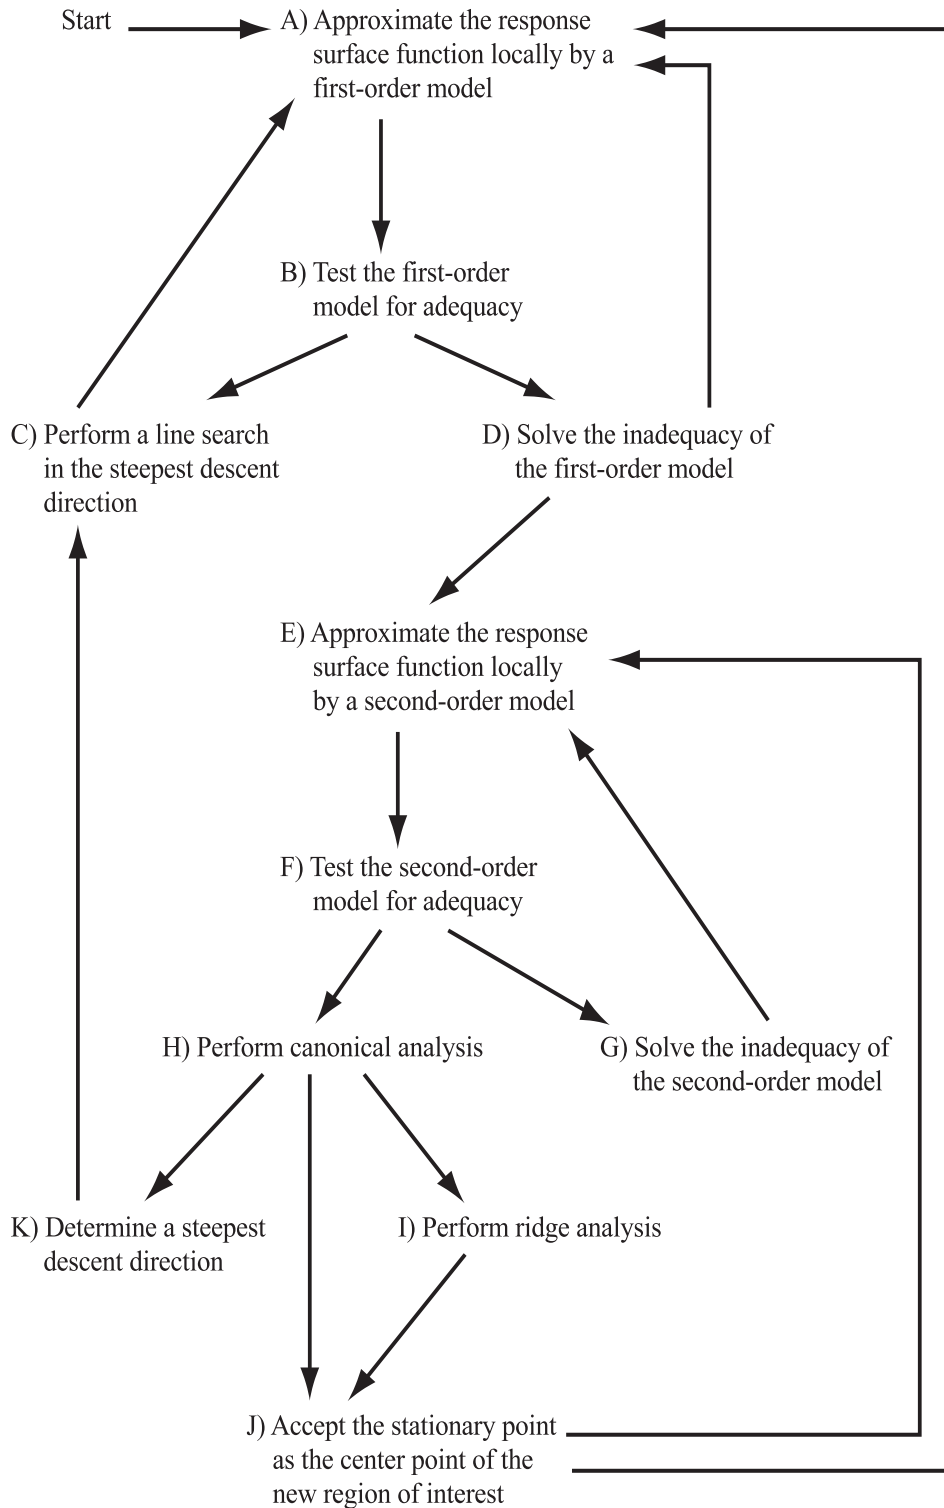 Start
A) Approximate the response
surface function locally by a
first-order model
B) Test the first-order
model for adequacy
C) Perform a line search
in the steepest descent
direction
D) Solve the inadequacy of
the first-order model
E) Approximate the response
surface function locally
by a second-order model
F) Test the second-order
model for adequacy
H) Perform canonical analysis
G) Solve the inadequacy of
the second-order model
K) Determine a steepest
descent direction
I) Perform ridge analysis
J) Accept the stationary point
as the center point of the
new region of interest